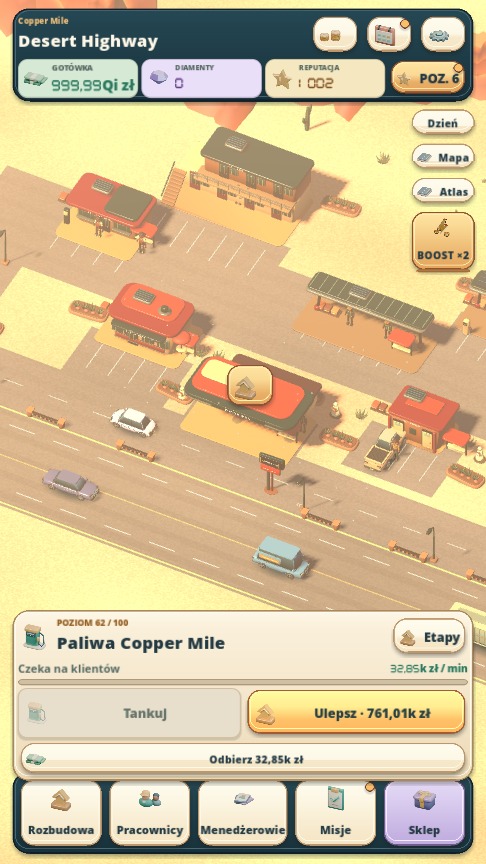 Copper Mile
Desert Highway
GOTÓWKA
999,99Qi zł
DIAMENTY
0
REPUTACJA
1 002
POZ. 6
Dzień
Mapa
Atlas
BOOST ×2
POZIOM 62 / 100
Paliwa Copper Mile
Etapy
Czeka na klientów
32,85k zł / min
Tankuj
Ulepsz · 761,01k zł
Odbierz 32,85k zł
Rozbudowa
Pracownicy
Menedżerowie
Misje
Sklep